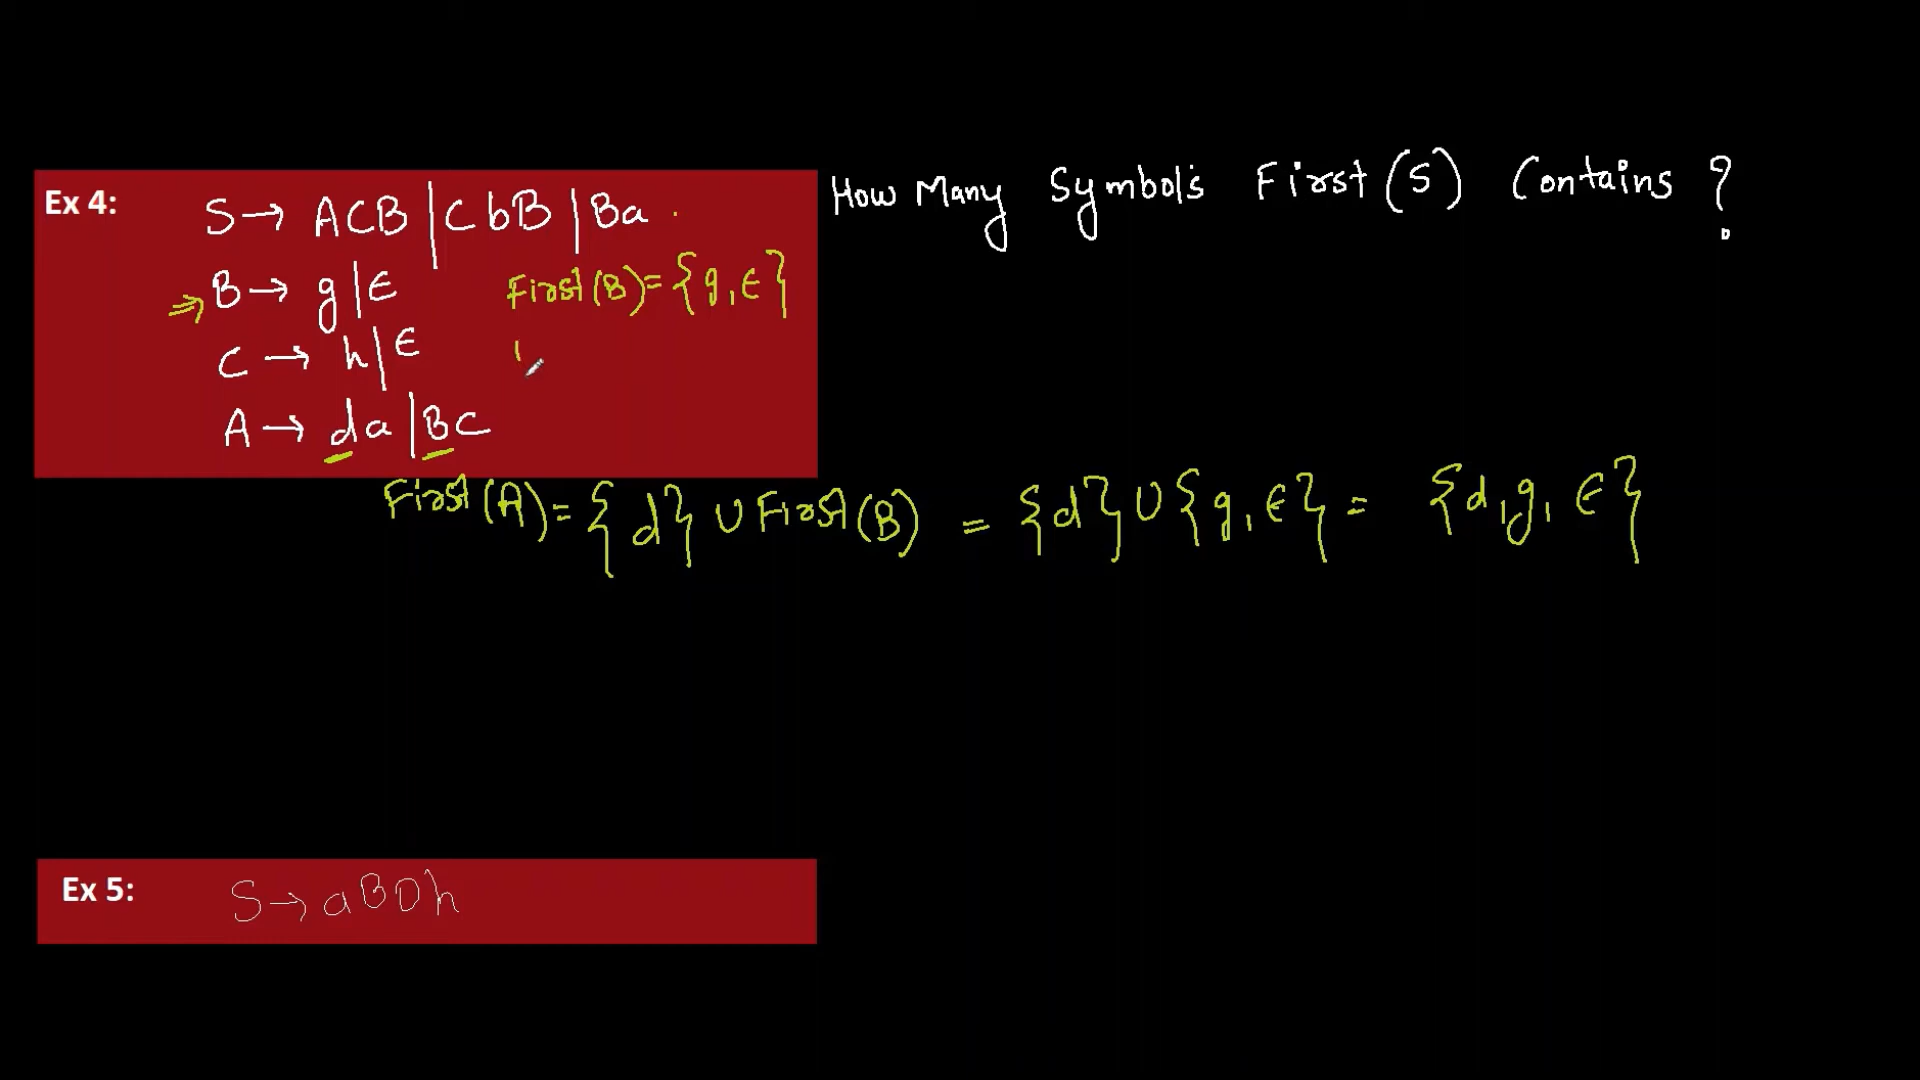 How Many Symbols First(S) Contains ?
Ex 4: S → ACB | CbB | Ba
⇒ B → g | ε First(B) = {g, ε}
C → h | ε
A → da | BC
First(A) = {d} ∪ First(B) = {d} ∪ {g, ε} = {d, g, ε}
Ex 5: S → aBDh